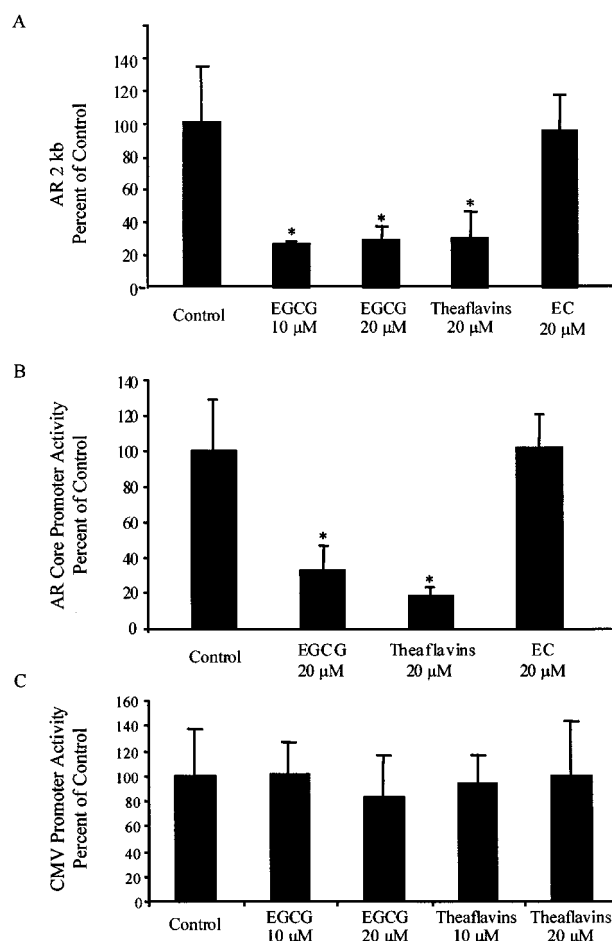 A
AR 2 kb
Percent of Control
140
120
100
80
60
40
20
0
*
*
*
Control
EGCG
10 μM
EGCG
20 μM
Theaflavins
20 μM
EC
20 μM
B
AR Core Promoter Activity
Percent of Control
140
120
100
80
60
40
20
0
*
*
Control
EGCG
20 μM
Theaflavins
20 μM
EC
20 μM
C
CMV Promoter Activity
Percent of Control
160
140
120
100
80
60
40
20
0
Control
EGCG
10 μM
EGCG
20 μM
Theaflavins
10 μM
Theaflavins
20 μM